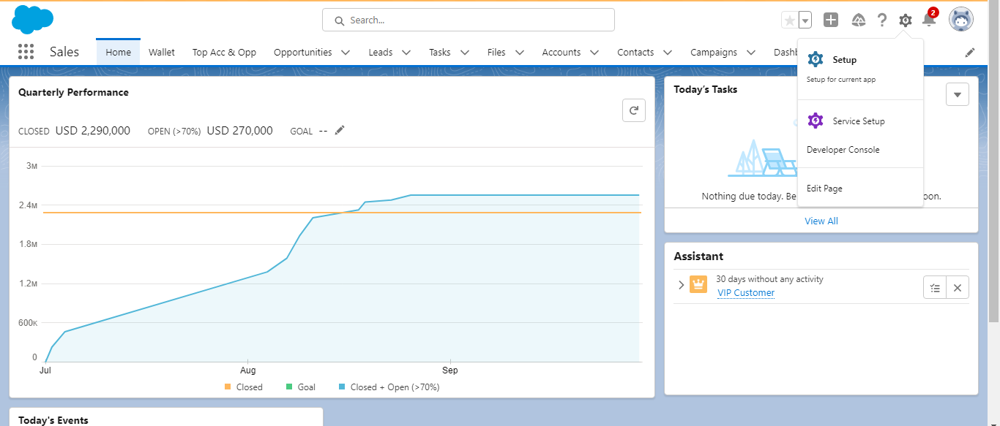 Search...
2
Sales
Home Wallet Top Acc & Opp Opportunities Leads Tasks Files Accounts Contacts Campaigns Dashb
Setup
Setup for current app
Service Setup
Developer Console
Edit Page
Quarterly Performance
CLOSED USD 2,290,000 OPEN (>70%) USD 270,000 GOAL --
3M
2.4M
1.8M
1.2M
600K
0
Jul Aug Sep
Closed Goal Closed + Open (>70%)
Today's Tasks
Nothing due today. Be oon.
View All
Assistant
30 days without any activity
VIP Customer
Today's Events